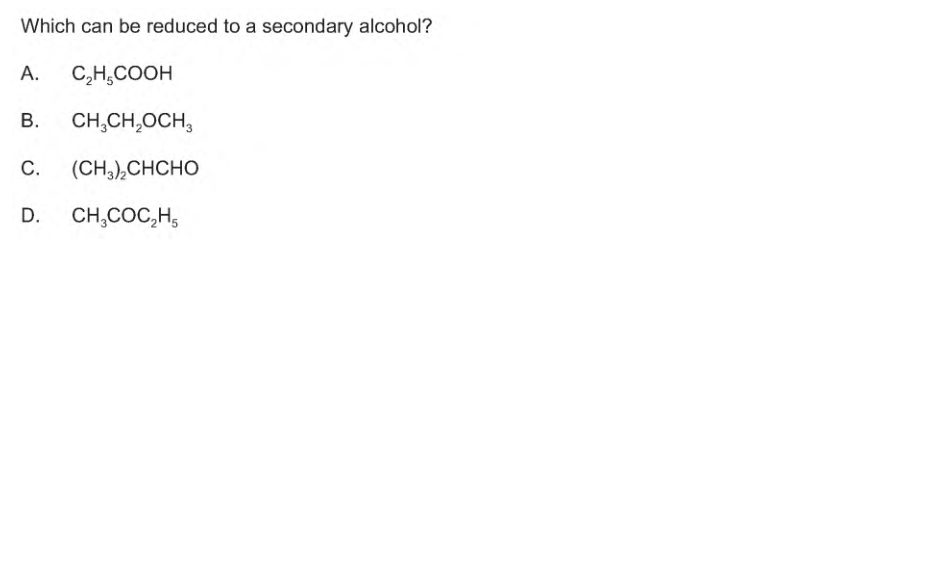 Which can be reduced to a secondary alcohol?
A. C₂H₅COOH
B. CH₃CH₂OCH₃
C. (CH₃)₂CHCHO
D. CH₃COC₂H₅